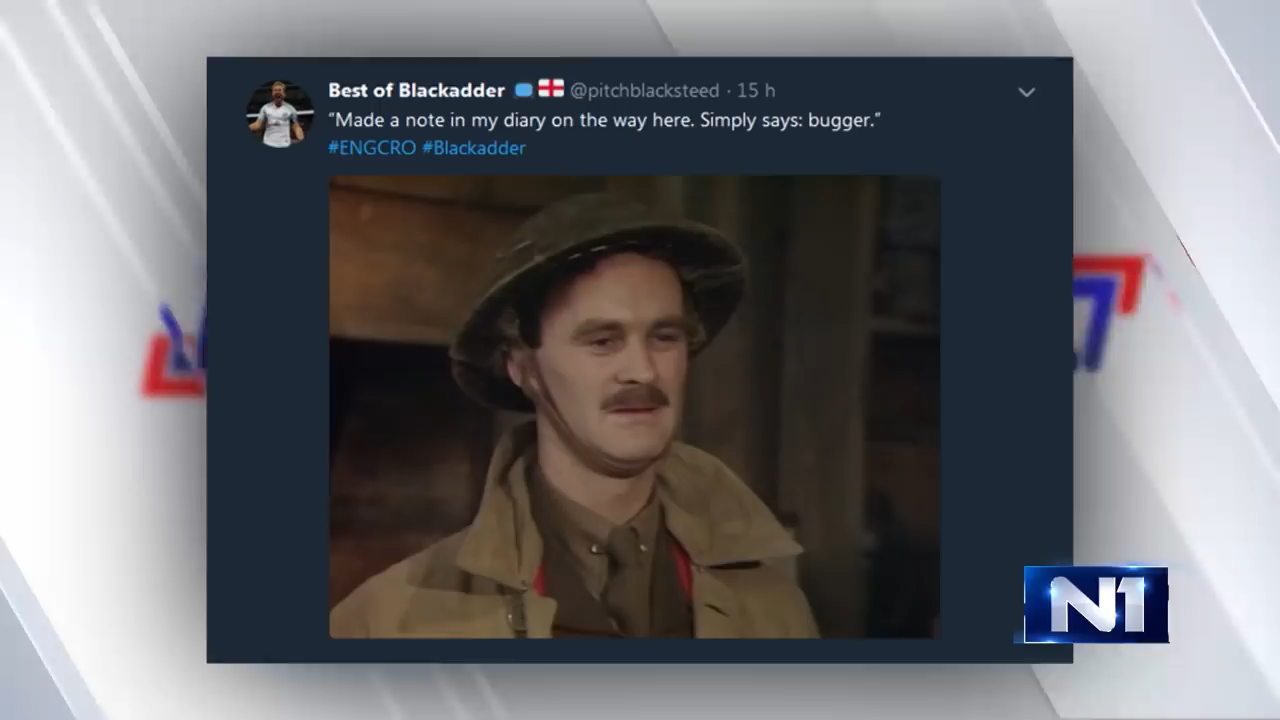 Best of Blackadder @pitchblacksteed · 15 h
“Made a note in my diary on the way here. Simply says: bugger.”
#ENGCRO #Blackadder
N1